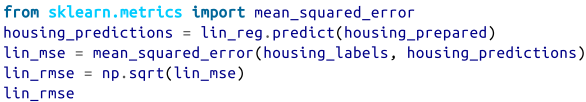 from sklearn.metrics import mean_squared_error
housing_predictions = lin_reg.predict(housing_prepared)
lin_mse = mean_squared_error(housing_labels, housing_predictions)
lin_rmse = np.sqrt(lin_mse)
lin_rmse